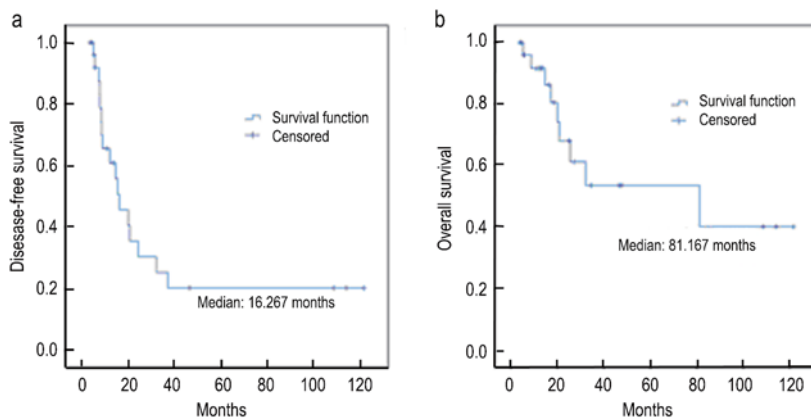 a
1.0
0.8
0.6
0.4
0.2
0.0
Disesase-free survival
Survival function
Censored
Median: 16.267 months
0 20 40 60 80 100 120
Months
b
1.0
0.8
0.6
0.4
0.2
0.0
Overall survival
Survival function
Censored
Median: 81.167 months
0 20 40 60 80 100 120
Months